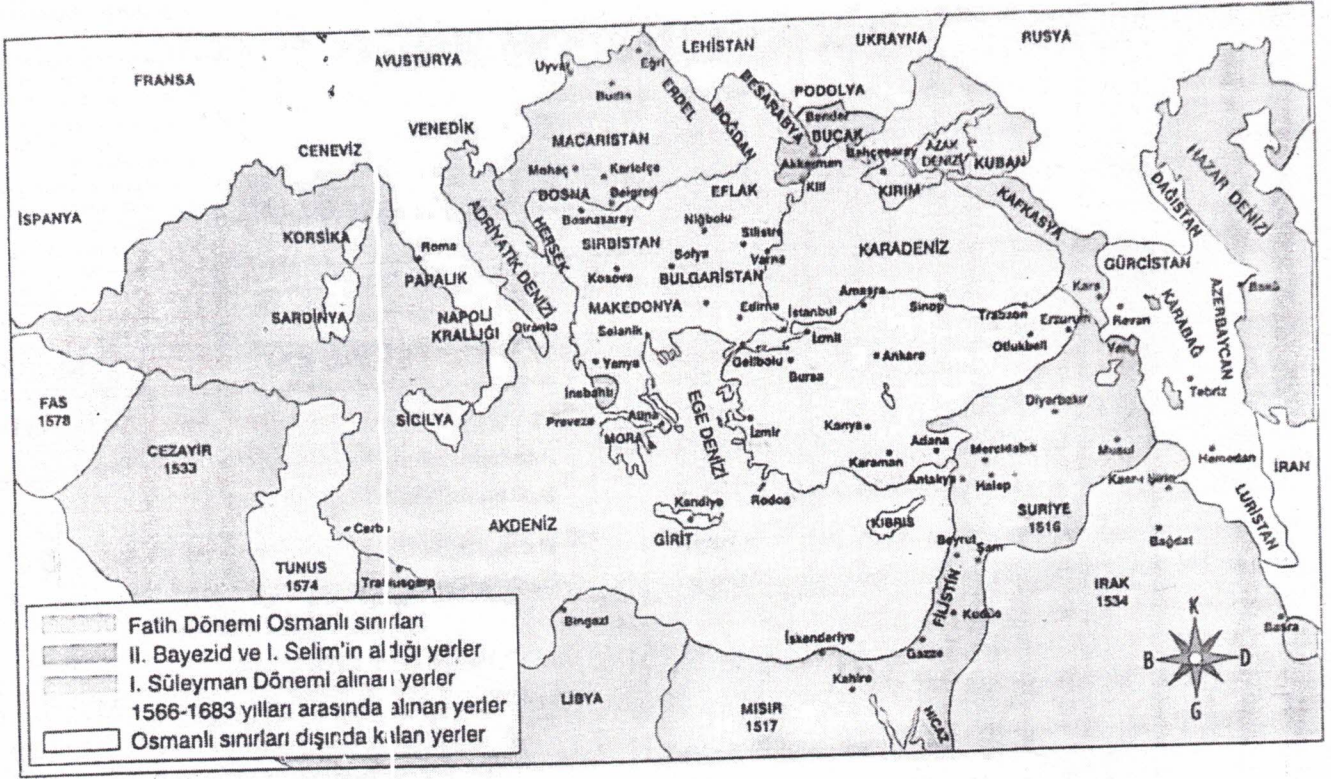 FRANSA
AVUSTURYA
LEHİSTAN
UKRAYNA
RUSYA
Uyvar
Eğri
Budin
ERDEL
BOĞDAN
BESARABYA
PODOLYA
Bender
BUCAK
VENEDİK
MACARİSTAN
CENEVİZ
Mohaç
Karlofça
Akkerman
Bahçesaray
AZAK
DENİZİ
KUBAN
HAZAR DENİZİ
DAĞISTAN
BOSNA
Belgrad
EFLAK
Kili
KIRIM
KAFKASYA
İSPANYA
Bosnasaray
Niğbolu
KORSİKA
ADRİYATİK DENİZİ
HERSEK
SIRBİSTAN
Silistre
Roma
Sofya
Varna
KARADENİZ
GÜRCİSTAN
PAPALIK
Kosova
BULGARİSTAN
AZERBAYCAN
Bakü
Amasra
Kars
SARDİNYA
NAPOLİ
KRALLIĞI
MAKEDONYA
Edirne
İstanbul
Sinop
Trabzon
Erzurum
Revan
KARABAĞ
Otranto
Selanik
İznik
Otlukbeli
Yanya
Gelibolu
Bursa
Ankara
Van
İnebahtı
Diyarbakır
Tebriz
FAS
1578
SİCİLYA
Preveze
Atina
EGE DENİZİ
İzmir
Konya
CEZAYİR
1533
MORA
Adana
Mercidabık
Musul
Hemedan
İRAN
Karaman
Antakya
Halep
Kasr-ı Şirin
Rodos
Kandiye
SURİYE
1516
LURİSTAN
AKDENİZ
GİRİT
KIBRIS
Cerb
Beyrut
Şam
Bağdat
TUNUS
1574
Trablusgarp
FİLİSTİN
IRAK
1534
Bingazi
Kudüs
Basra
İskenderiye
Gazze
Kahire
LİBYA
MISIR
1517
HİCAZ
K
B
D
G
Fatih Dönemi Osmanlı sınırları
II. Bayezid ve I. Selim'in aldığı yerler
I. Süleyman Dönemi alınan yerler
1566-1683 yılları arasında alınan yerler
Osmanlı sınırları dışında kalan yerler